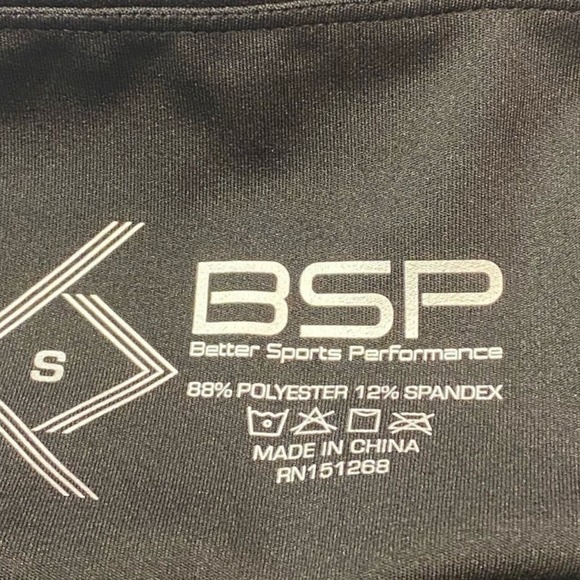 S
BSP
Better Sports Performance
88% POLYESTER 12% SPANDEX
MADE IN CHINA
RN151268